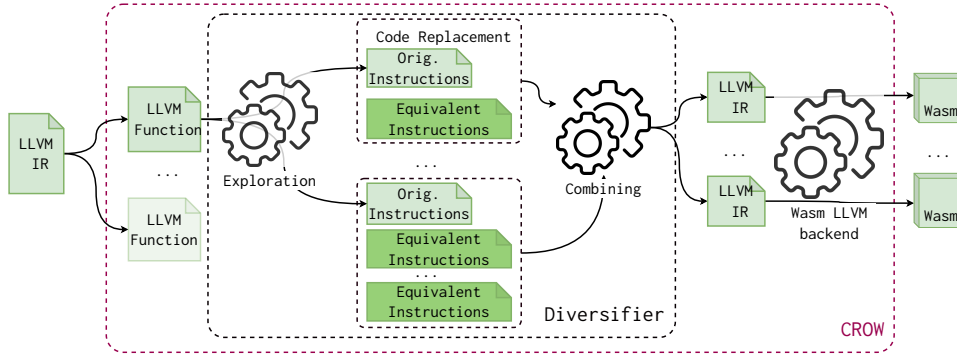 LLVM
IR
LLVM
Function
...
LLVM
Function
Exploration
Code Replacement
Orig.
Instructions
Equivalent
Instructions
...
Orig.
Instructions
Equivalent
Instructions
...
Equivalent
Instructions
Combining
Diversifier
LLVM
IR
...
LLVM
IR
Wasm LLVM
backend
Wasm
...
Wasm
CROW